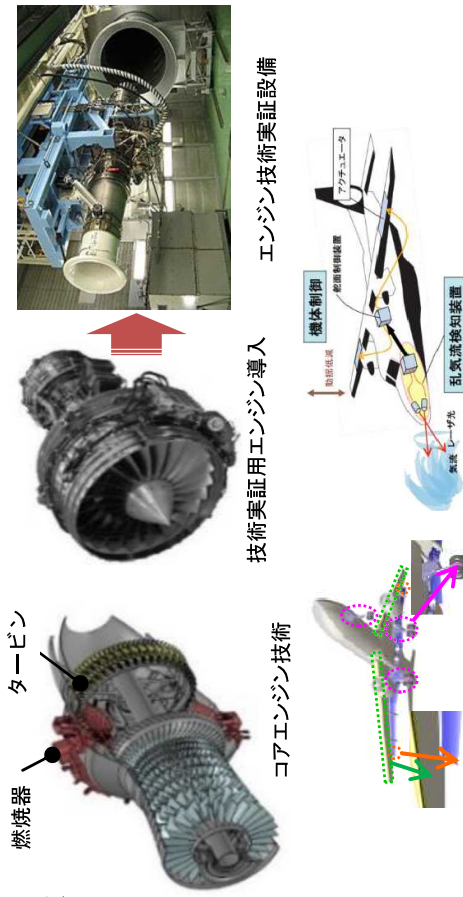 燃焼器
タービン
コアエンジン技術
技術実証用エンジン導入
エンジン技術実証設備
動揺低減
機体制御
舵面制御装置
アクチュエータ
乱気流検知装置
気流
レーザ光